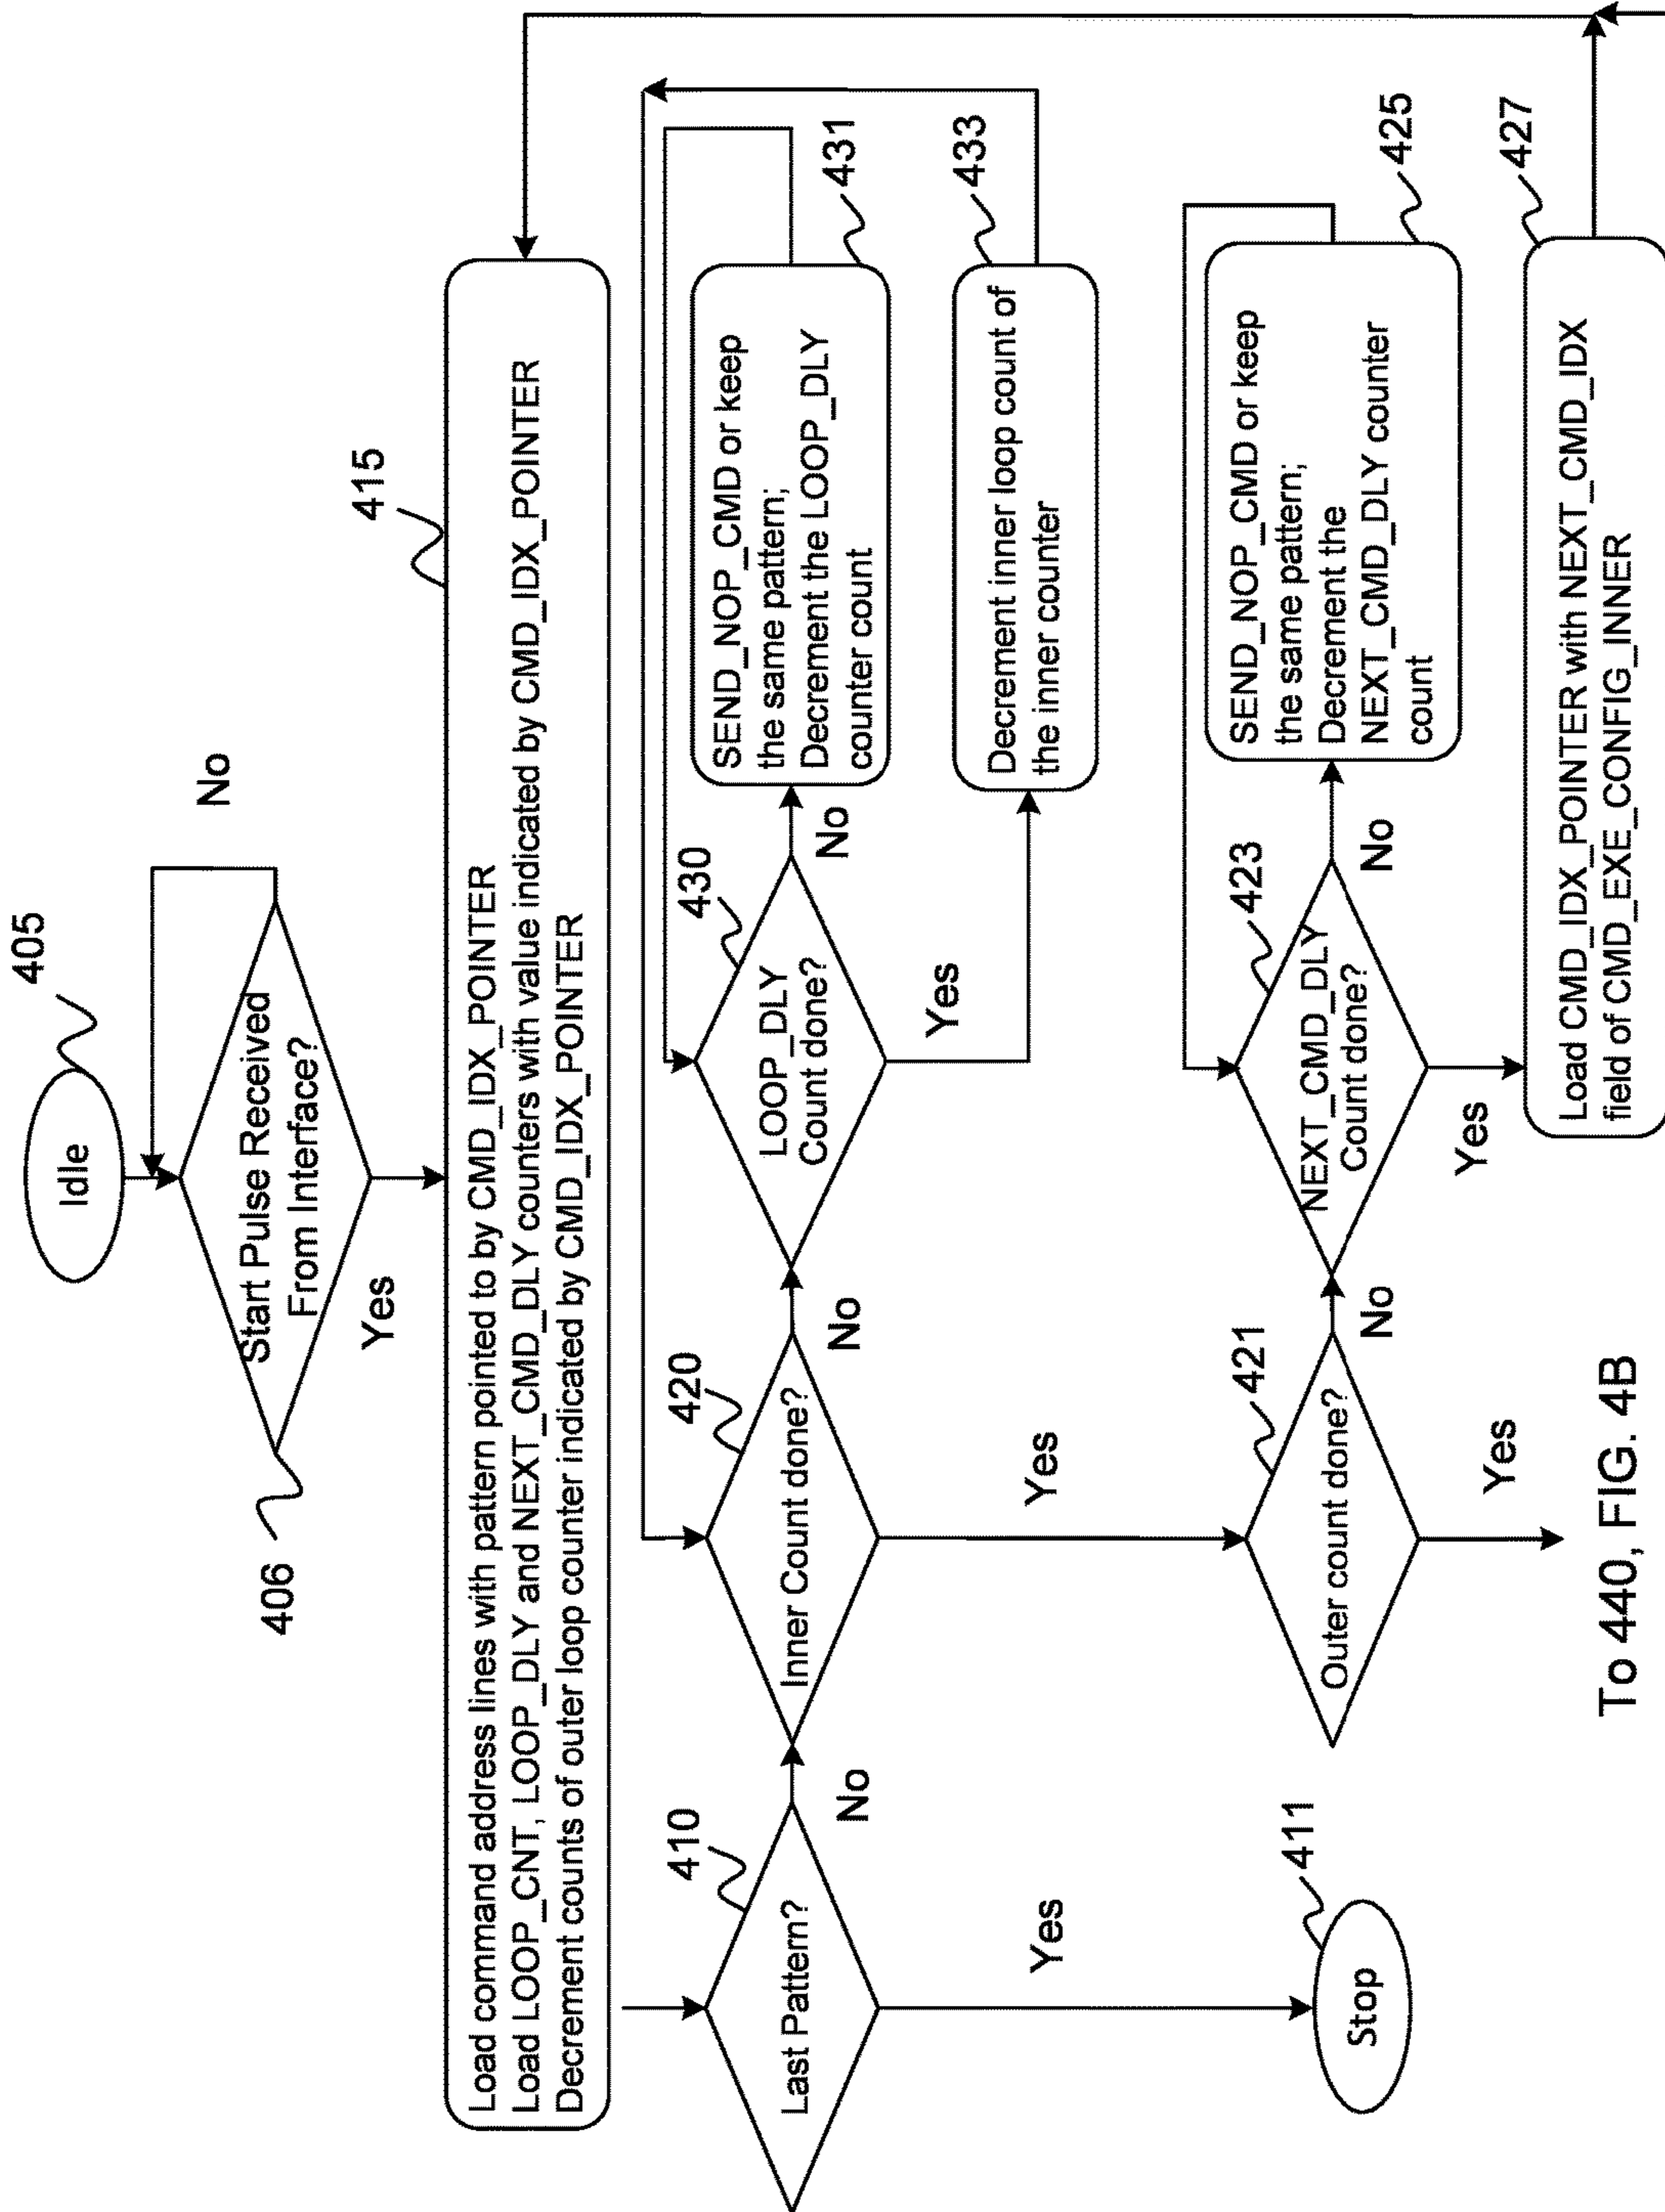 405
Idle
Start Pulse Received
From Interface?
No
406
Yes
415
Load command address lines with pattern pointed to by CMD_IDX_POINTER
Load LOOP_CNT, LOOP_DLY and NEXT_CMD_DLY counters with value indicated by CMD_IDX_POINTER
Decrement counts of outer loop counter indicated by CMD_IDX_POINTER
410
Last Pattern?
No
Yes
411
Stop
420
Inner Count done?
No
Yes
430
LOOP_DLY
Count done?
No
Yes
431
SEND_NOP_CMD or keep
the same pattern;
Decrement the LOOP_DLY
counter count
433
Decrement inner loop count of
the inner counter
421
Outer count done?
No
Yes
To 440, FIG. 4B
423
NEXT_CMD_DLY
Count done?
No
Yes
425
SEND_NOP_CMD or keep
the same pattern;
Decrement the
NEXT_CMD_DLY counter
count
427
Load CMD_IDX_POINTER with NEXT_CMD_IDX
field of CMD_EXE_CONFIG_INNER